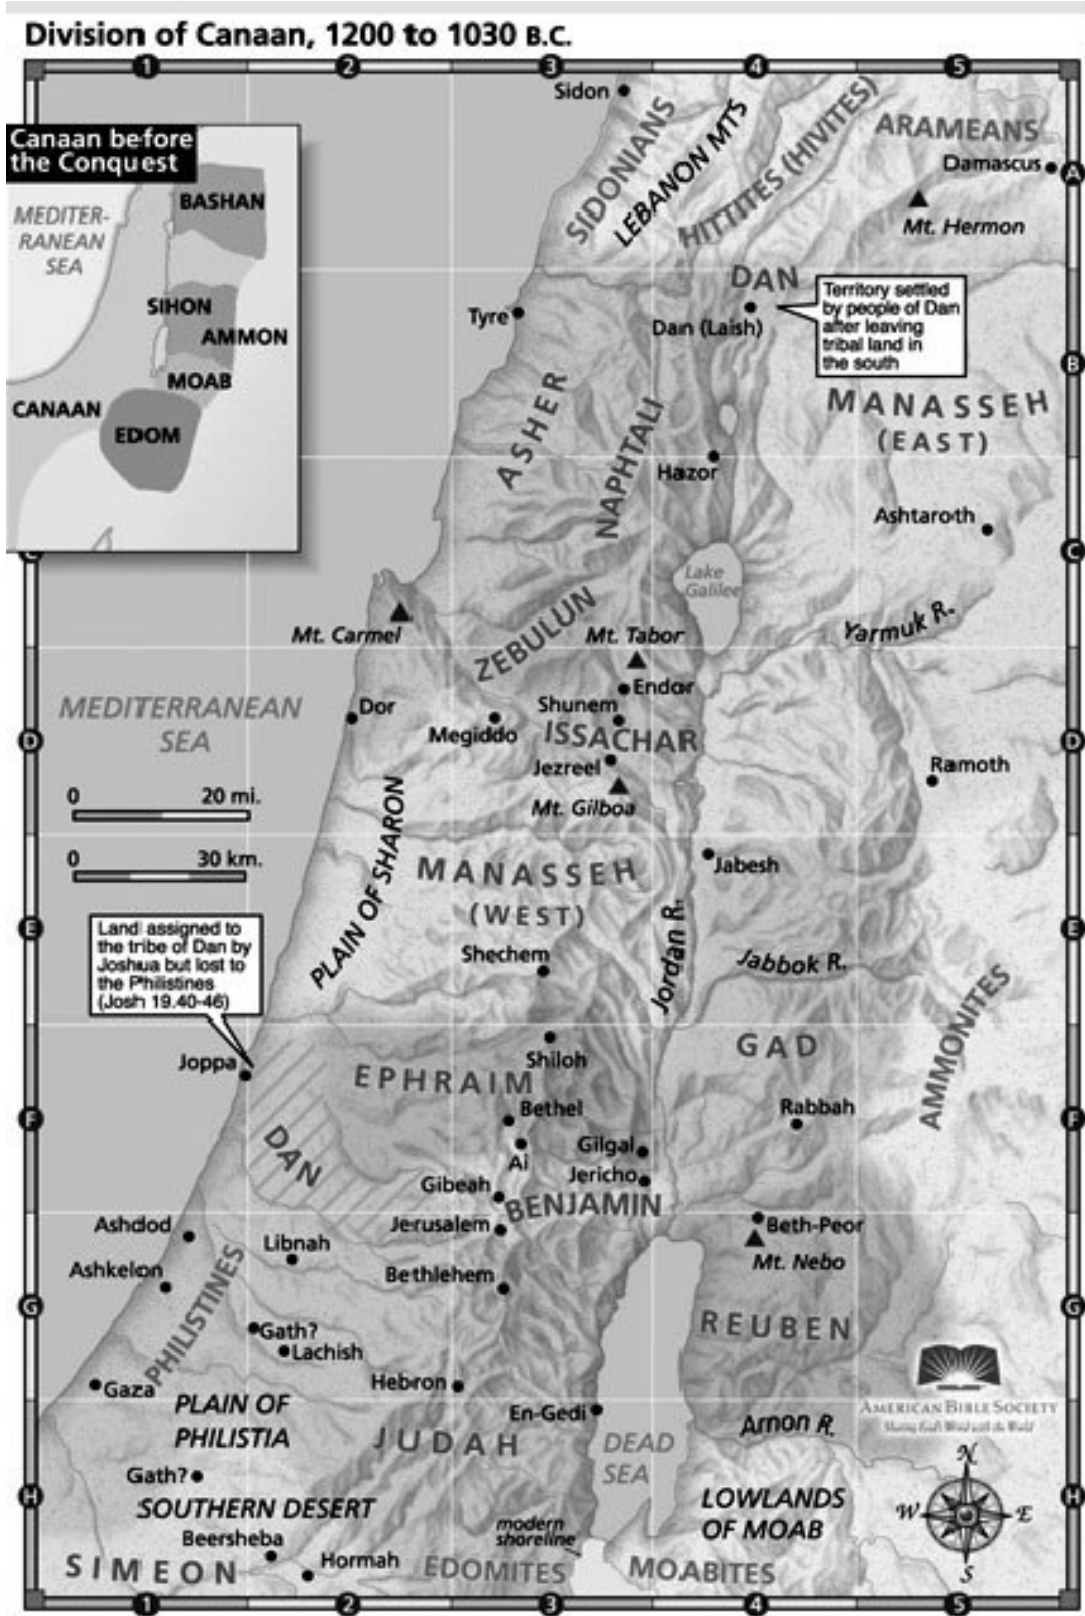 Division of Canaan, 1200 to 1030 B.C.
1
2
3
4
5
Canaan before
the Conquest
MEDITER-
RANEAN
SEA
BASHAN
SIHON
AMMON
MOAB
CANAAN
EDOM
Sidon
SIDONIANS
LEBANON MTS
HITTITES (HIVITES)
ARAMEANS
Damascus
A
Mt. Hermon
DAN
Territory settled
by people of Dan
after leaving
tribal land in
the south
Tyre
Dan (Laish)
B
ASHER
NAPHTALI
MANASSEH
(EAST)
Hazor
Ashtaroth
C
C
Lake
Galilee
Mt. Carmel
ZEBULUN
Mt. Tabor
Yarmuk R.
Endor
MEDITERRANEAN
SEA
Dor
Shunem
Megiddo
ISSACHAR
D
D
Jezreel
Ramoth
Mt. Gilboa
0 20 mi.
0 30 km.
PLAIN OF SHARON
MANASSEH
(WEST)
Jabesh
E
E
Land assigned to
the tribe of Dan by
Joshua but lost to
the Philistines
(Josh 19.40-46)
Shechem
Jordan R.
Jabbok R.
AMMONITES
Joppa
Shiloh
GAD
EPHRAIM
F
F
Bethel
Rabbah
DAN
Ai
Gilgal
Jericho
Gibeah
BENJAMIN
Ashdod
Jerusalem
Beth-Peor
Libnah
Mt. Nebo
Ashkelon
Bethlehem
G
G
PHILISTINES
Gath?
Lachish
REUBEN
Gaza
Hebron
PLAIN OF
PHILISTIA
En-Gedi
AMERICAN BIBLE SOCIETY
Sharing God's Word with the World
Arnon R.
JUDAH
DEAD
SEA
Gath?
H
H
SOUTHERN DESERT
LOWLANDS
OF MOAB
N
W
E
S
modern
shoreline
Beersheba
Hormah
SIMEON
EDOMITES
MOABITES
1
2
3
4
5